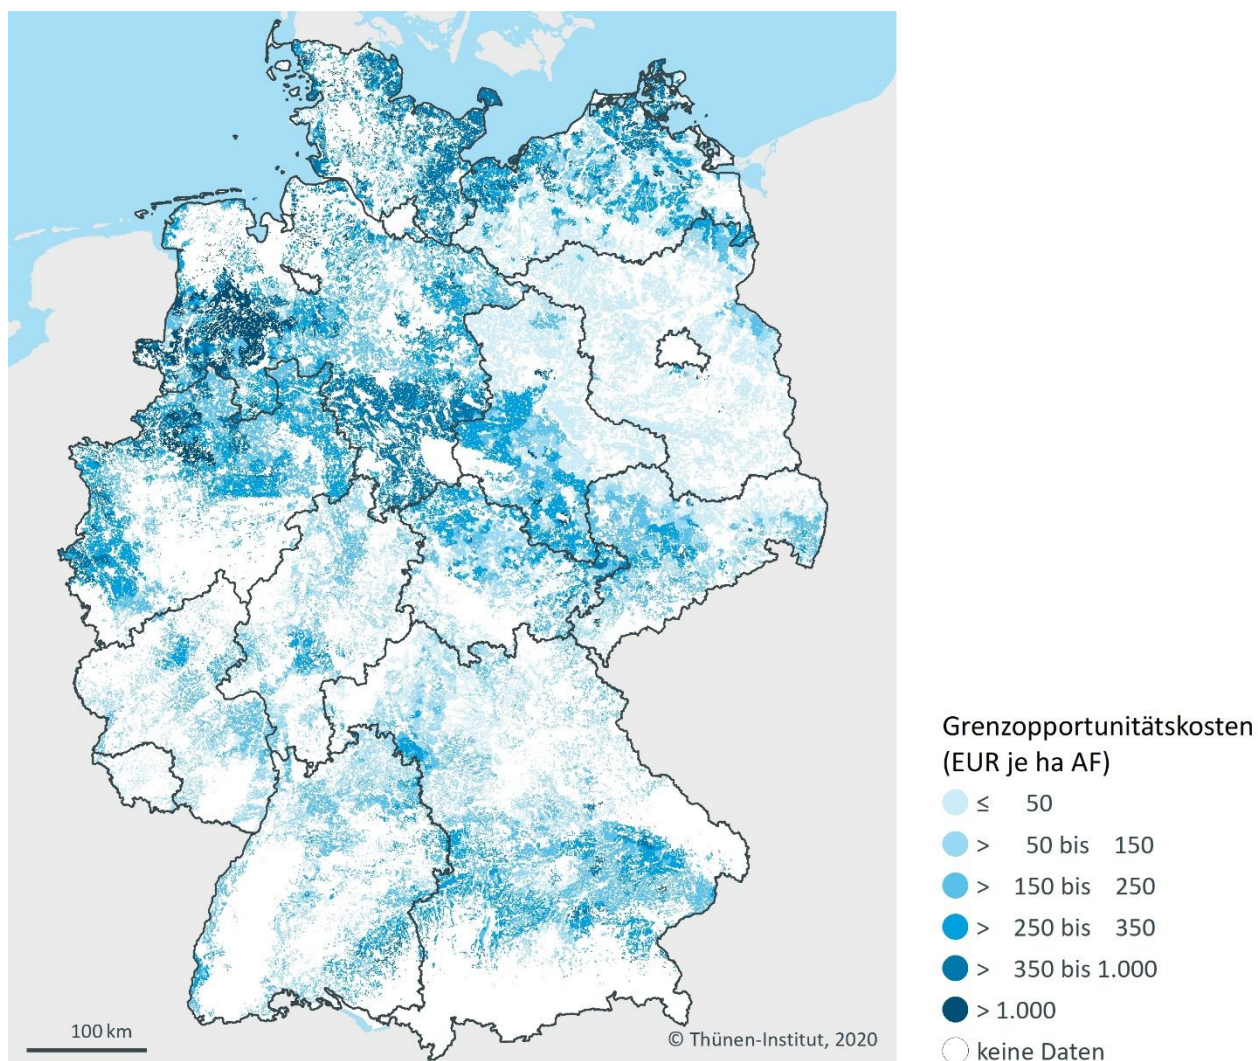 Grenzopportunitätskosten
(EUR je ha AF)
≤ 50
> 50 bis 150
> 150 bis 250
> 250 bis 350
> 350 bis 1.000
> 1.000
keine Daten
100 km
© Thünen-Institut, 2020